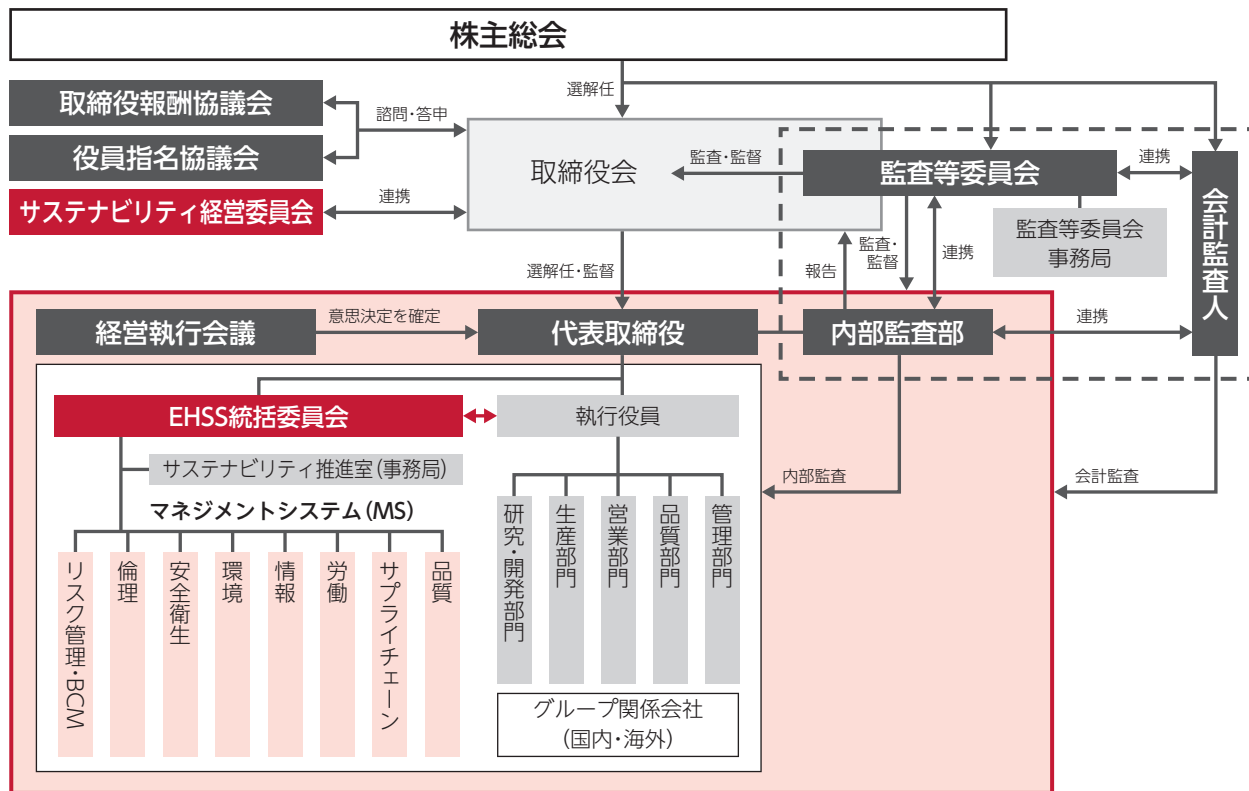 株主総会
選解任
取締役報酬協議会
役員指名協議会
諮問・答申
サステナビリティ経営委員会
連携
取締役会
監査・監督
監査等委員会
連携
監査等委員会
事務局
会計監査人
選解任・監督
報告
監査・
監督
連携
経営執行会議
意思決定を確定
代表取締役
内部監査部
連携
EHSS統括委員会
執行役員
サステナビリティ推進室(事務局)
内部監査
会計監査
マネジメントシステム(MS)
リスク管理・BCM
倫理
安全衛生
環境
情報
労働
サプライチェーン
品質
研究・開発部門
生産部門
営業部門
品質部門
管理部門
グループ関係会社
(国内・海外)